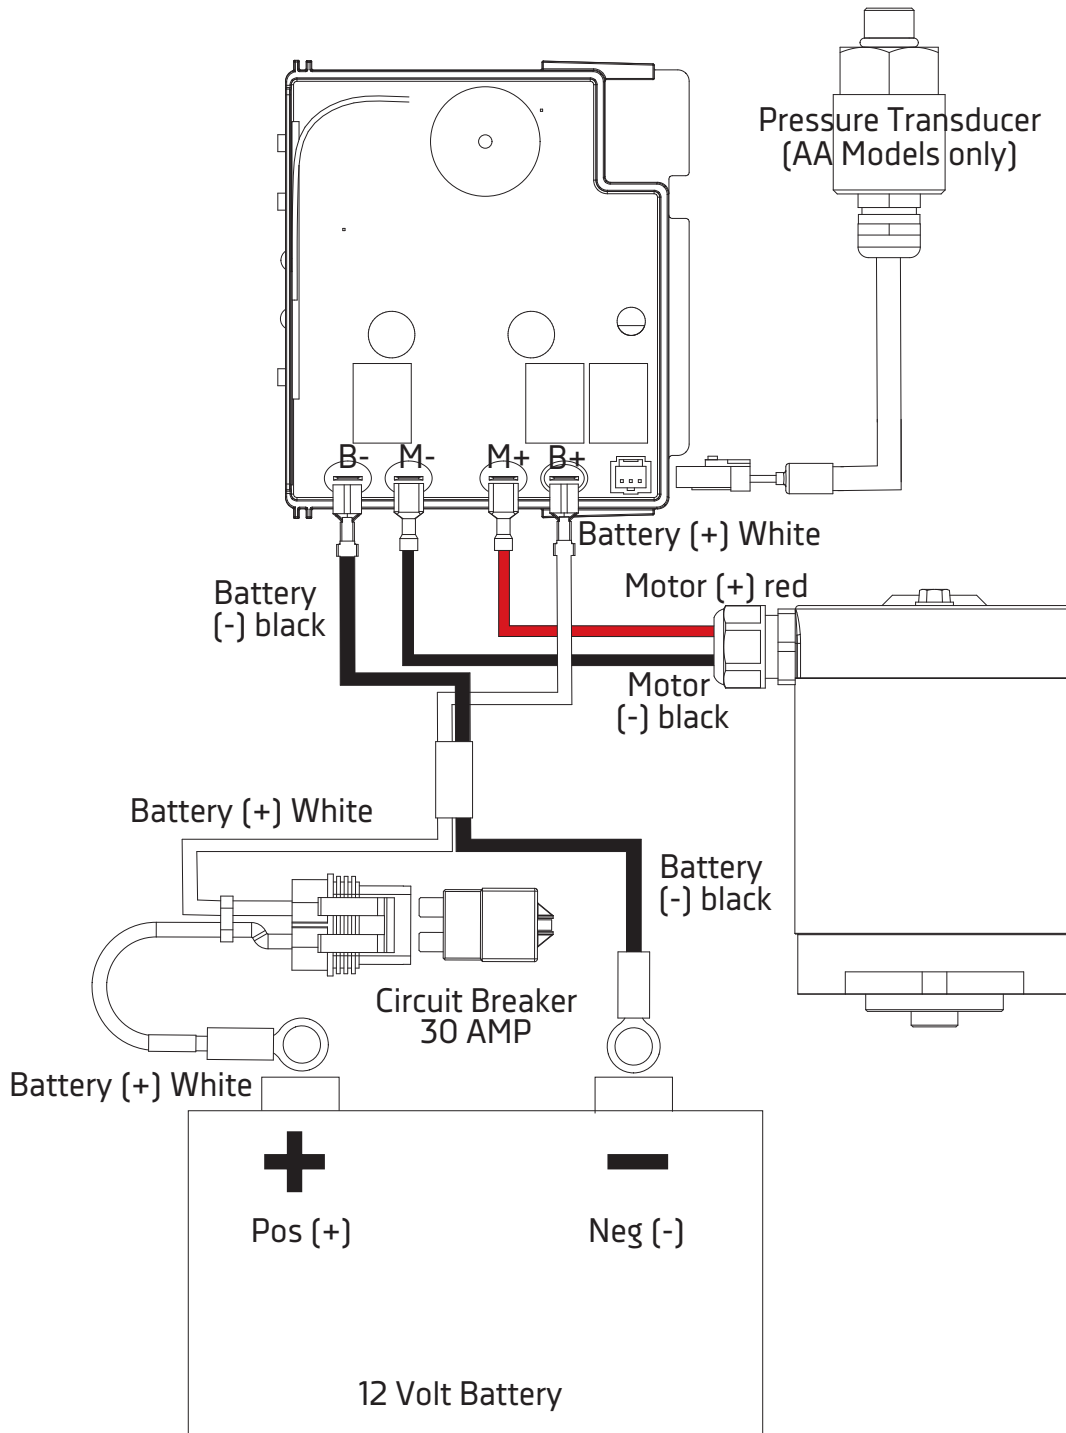 Pressure Transducer
(AA Models only)
B-
M-
M+
B+
Battery (+) White
Battery
(-) black
Motor (+) red
Motor
(-) black
Battery (+) White
Battery
(-) black
Circuit Breaker
30 AMP
Battery (+) White
Pos (+)
Neg (-)
12 Volt Battery